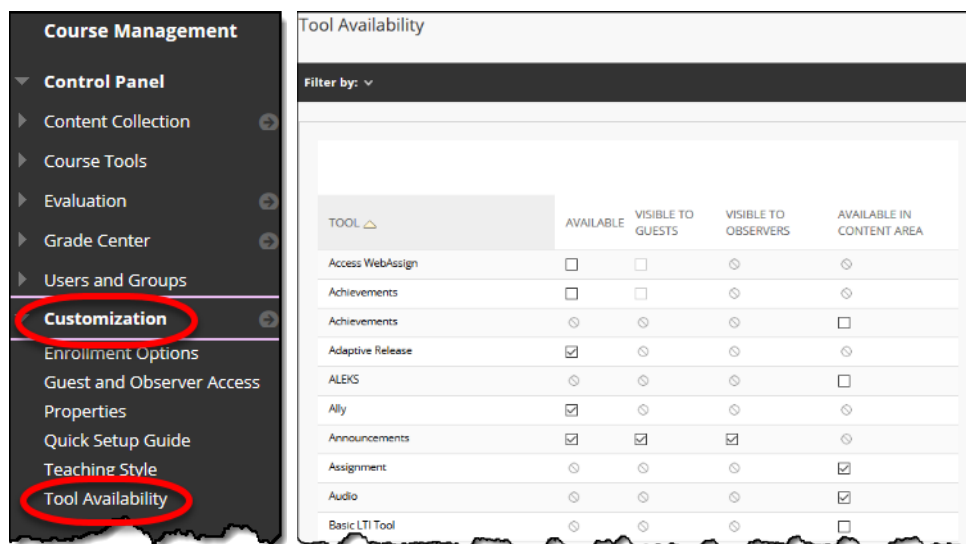 Course Management
Control Panel
Content Collection
Course Tools
Evaluation
Grade Center
Users and Groups
Customization
Enrollment Options
Guest and Observer Access
Properties
Quick Setup Guide
Teaching Style
Tool Availability
Tool Availability
Filter by:
TOOL AVAILABLE VISIBLE TO GUESTS VISIBLE TO OBSERVERS AVAILABLE IN CONTENT AREA
Access WebAssign
Achievements
Achievements
Adaptive Release
ALEKS
Ally
Announcements
Assignment
Audio
Basic LTI Tool